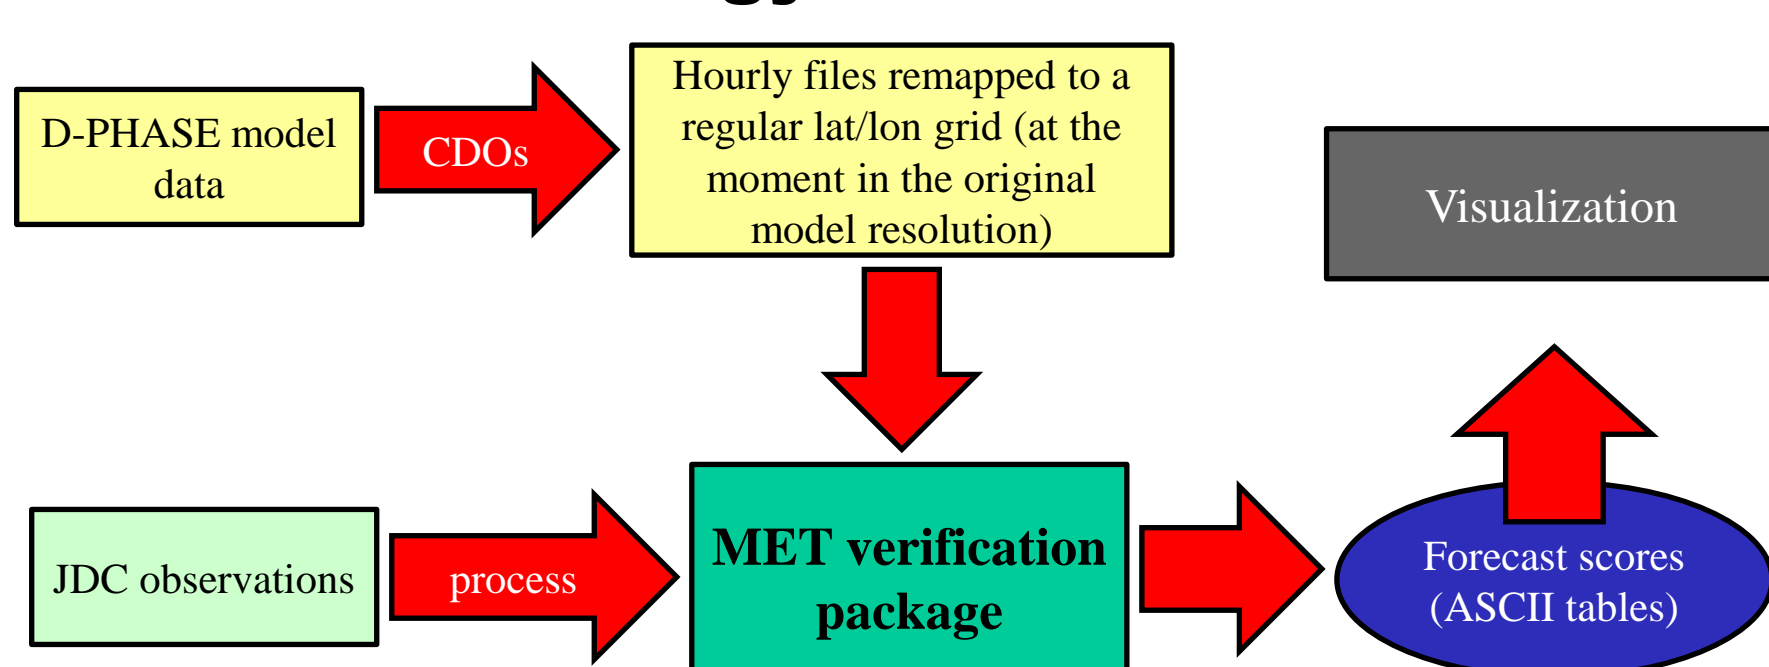 D-PHASE model
data
CDOs
Hourly files remapped to a
regular lat/lon grid (at the
moment in the original
model resolution)
Visualization
JDC observations
process
MET verification
package
Forecast scores
(ASCII tables)